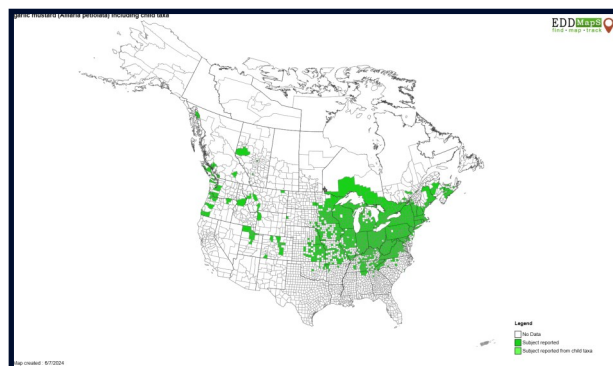 garlic mustard (Alliaria petiolata) including child taxa
EDDMapS
find • map • track
Legend
No Data
Subject reported
Subject reported from child taxa
Map created : 6/7/2024